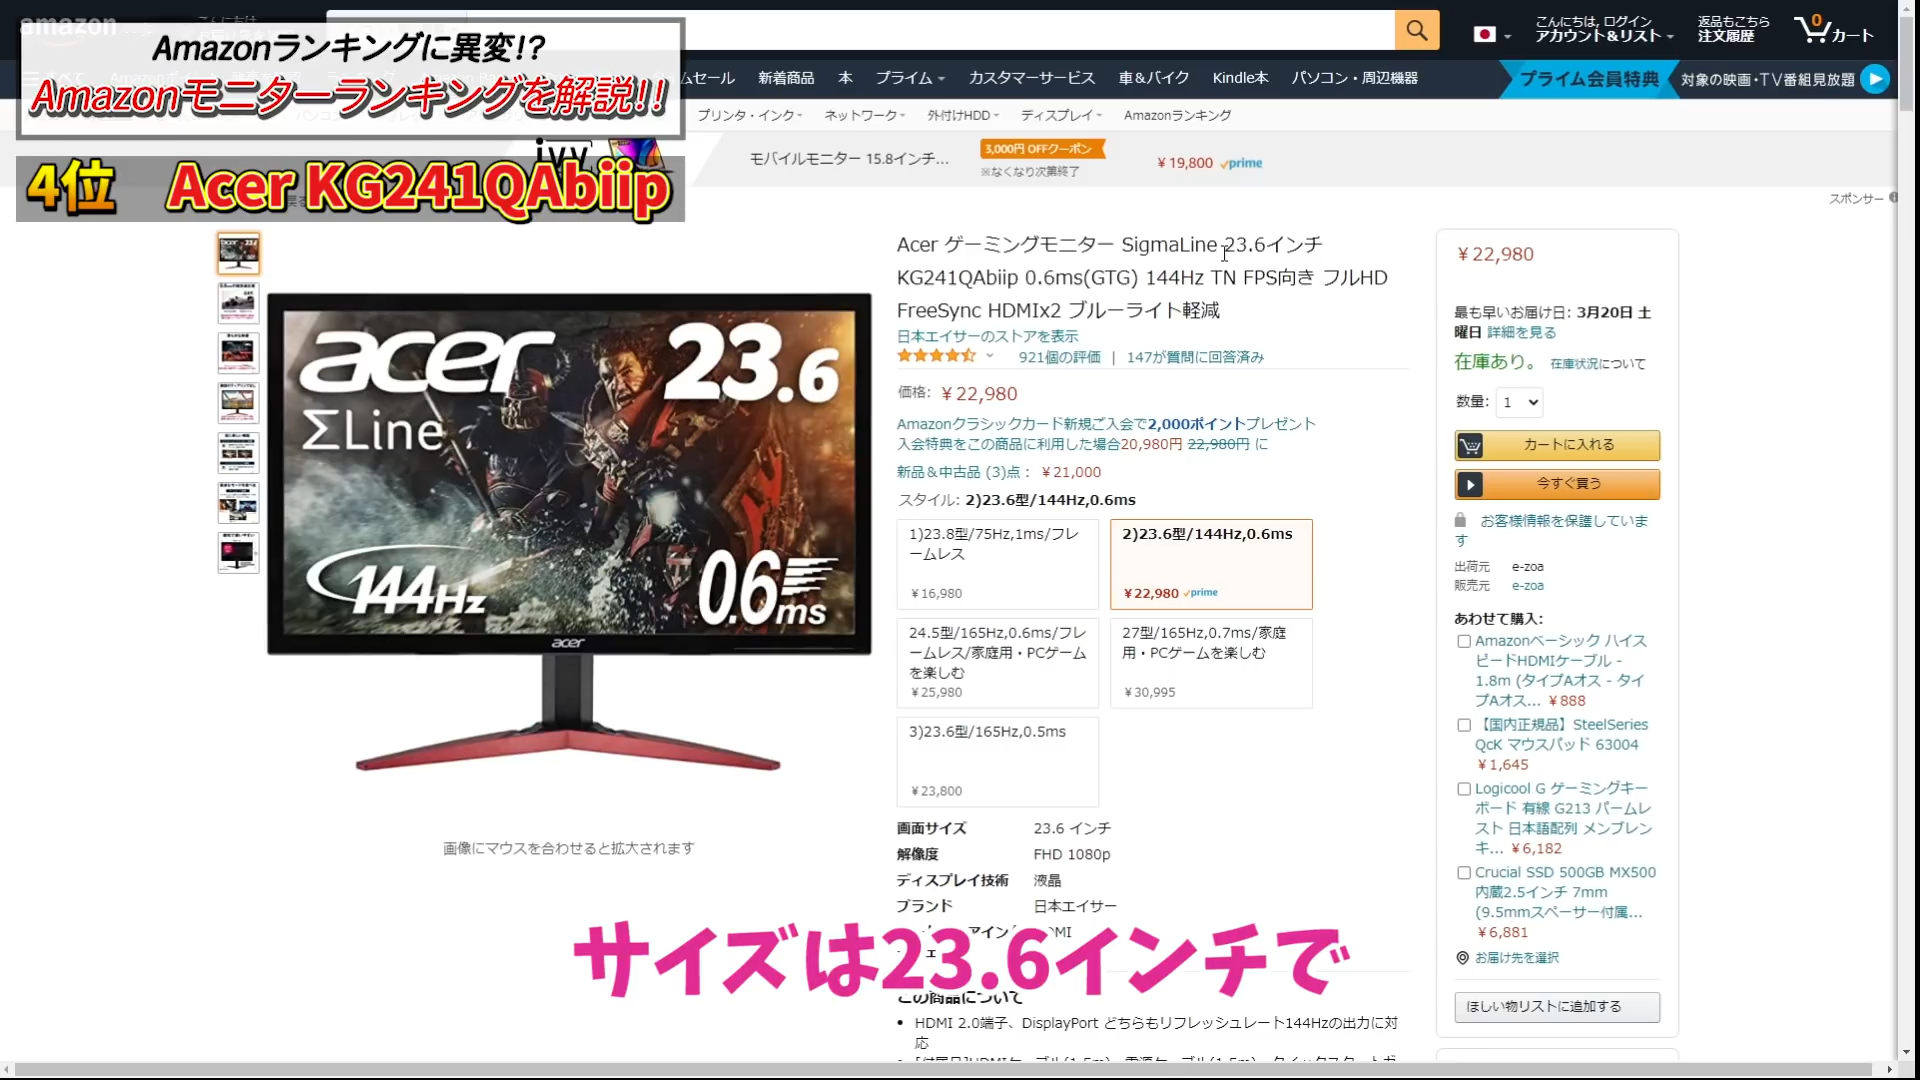 Amazonランキングに異変!?
Amazonモニターランキングを解説!!
4位 Acer KG241QAbiip
こんにちは, ログイン
アカウント&リスト
返品もこちら
注文履歴
0
カート
ムセール 新着商品 本 プライム カスタマーサービス 車&バイク Kindle本 パソコン・周辺機器
プライム会員特典 対象の映画・TV番組見放題
プリンタ・インク ネットワーク 外付けHDD ディスプレイ Amazonランキング
モバイルモニター 15.8インチ...
3,000円 OFFクーポン
※なくなり次第終了
¥19,800 prime
スポンサー
acer 23.6
ΣLine
144Hz 0.6ms
acer
画像にマウスを合わせると拡大されます
Acer ゲーミングモニター SigmaLine 23.6インチ
KG241QAbiip 0.6ms(GTG) 144Hz TN FPS向き フルHD
FreeSync HDMIx2 ブルーライト軽減
日本エイサーのストアを表示
921個の評価 | 147が質問に回答済み
価格: ¥22,980
Amazonクラシックカード新規ご入会で2,000ポイントプレゼント
入会特典をこの商品に利用した場合20,980円 22,980円 に
新品&中古品 (3)点: ¥21,000
スタイル: 2)23.6型/144Hz,0.6ms
1)23.8型/75Hz,1ms/フレ
ームレス
¥16,980
2)23.6型/144Hz,0.6ms
¥22,980 prime
24.5型/165Hz,0.6ms/フレ
ームレス/家庭用・PCゲーム
を楽しむ
¥25,980
27型/165Hz,0.7ms/家庭
用・PCゲームを楽しむ
¥30,995
3)23.6型/165Hz,0.5ms
¥23,800
画面サイズ 23.6 インチ
解像度 FHD 1080p
ディスプレイ技術 液晶
ブランド 日本エイサー
サイズは23.6インチで
この商品について
• HDMI 2.0端子、DisplayPort どちらもリフレッシュレート144Hzの出力に対
応
¥22,980
最も早いお届け日: 3月20日 土
曜日 詳細を見る
在庫あり。 在庫状況について
数量: 1
カートに入れる
今すぐ買う
お客様情報を保護していま
す
出荷元 e-zoa
販売元 e-zoa
あわせて購入:
Amazonベーシック ハイス
ピードHDMIケーブル -
1.8m (タイプAオス - タイ
プAオス... ¥888
【国内正規品】SteelSeries
QcK マウスパッド 63004
¥1,645
Logicool G ゲーミングキー
ボード 有線 G213 パームレ
スト 日本語配列 メンブレン
キ... ¥6,182
Crucial SSD 500GB MX500
内蔵2.5インチ 7mm
(9.5mmスペーサー付属...
¥6,881
お届け先を選択
ほしい物リストに追加する